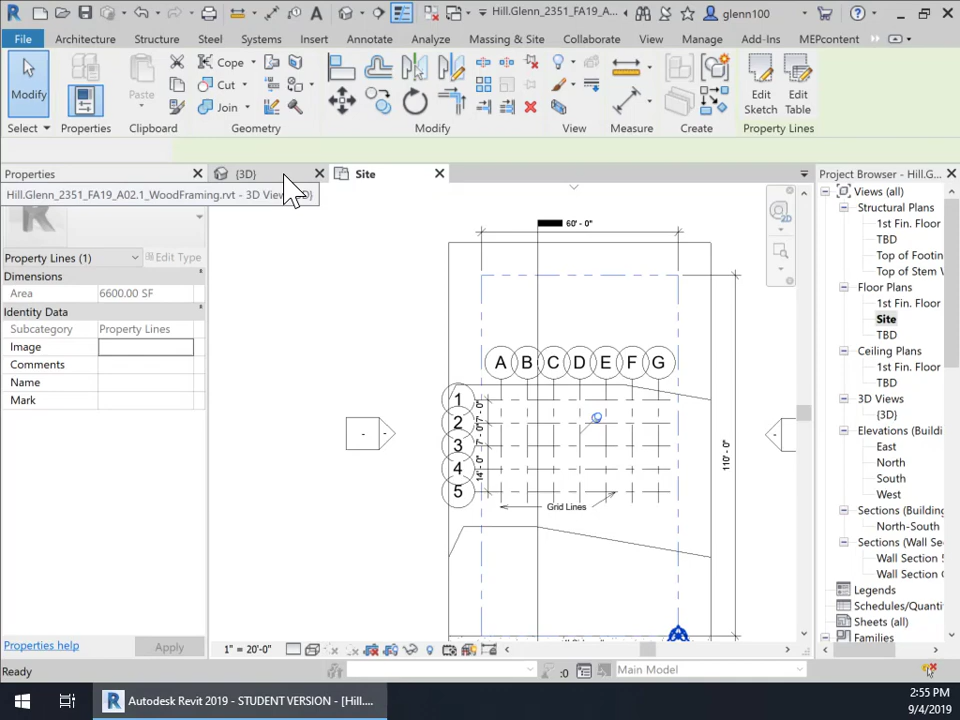 Hill.Glenn_2351_FA19_A...
glenn100
File
Architecture
Structure
Steel
Systems
Insert
Annotate
Analyze
Massing & Site
Collaborate
View
Manage
Add-Ins
MEPcontent
Modify
Paste
Cope
Cut
Join
Edit Sketch
Edit Table
Select
Properties
Clipboard
Geometry
Modify
View
Measure
Create
Property Lines
Properties
{3D}
Site
Project Browser - Hill.G...
Hill.Glenn_2351_FA19_A02.1_WoodFraming.rvt - 3D View
Property Lines (1)
Edit Type
Dimensions
Area 6600.00 SF
Identity Data
Subcategory Property Lines
Image
Comments
Name
Mark
Properties help
Apply
60' - 0"
A B C D E F G
1
2
3
4
5
7' - 0"
7' - 0"
14' - 0"
110' - 0"
Grid Lines
Views (all)
Structural Plans
1st Fin. Floor
TBD
Top of Footin
Top of Stem W
Floor Plans
1st Fin. Floor
Site
TBD
Ceiling Plans
1st Fin. Floor
TBD
3D Views
{3D}
Elevations (Buildi
East
North
South
West
Sections (Building
North-South
Sections (Wall Se
Wall Section
Wall Section
Legends
Schedules/Quanti
Sheets (all)
Families
1" = 20'-0"
Ready
:0
Main Model
Autodesk Revit 2019 - STUDENT VERSION - [Hill....
2:55 PM
9/4/2019